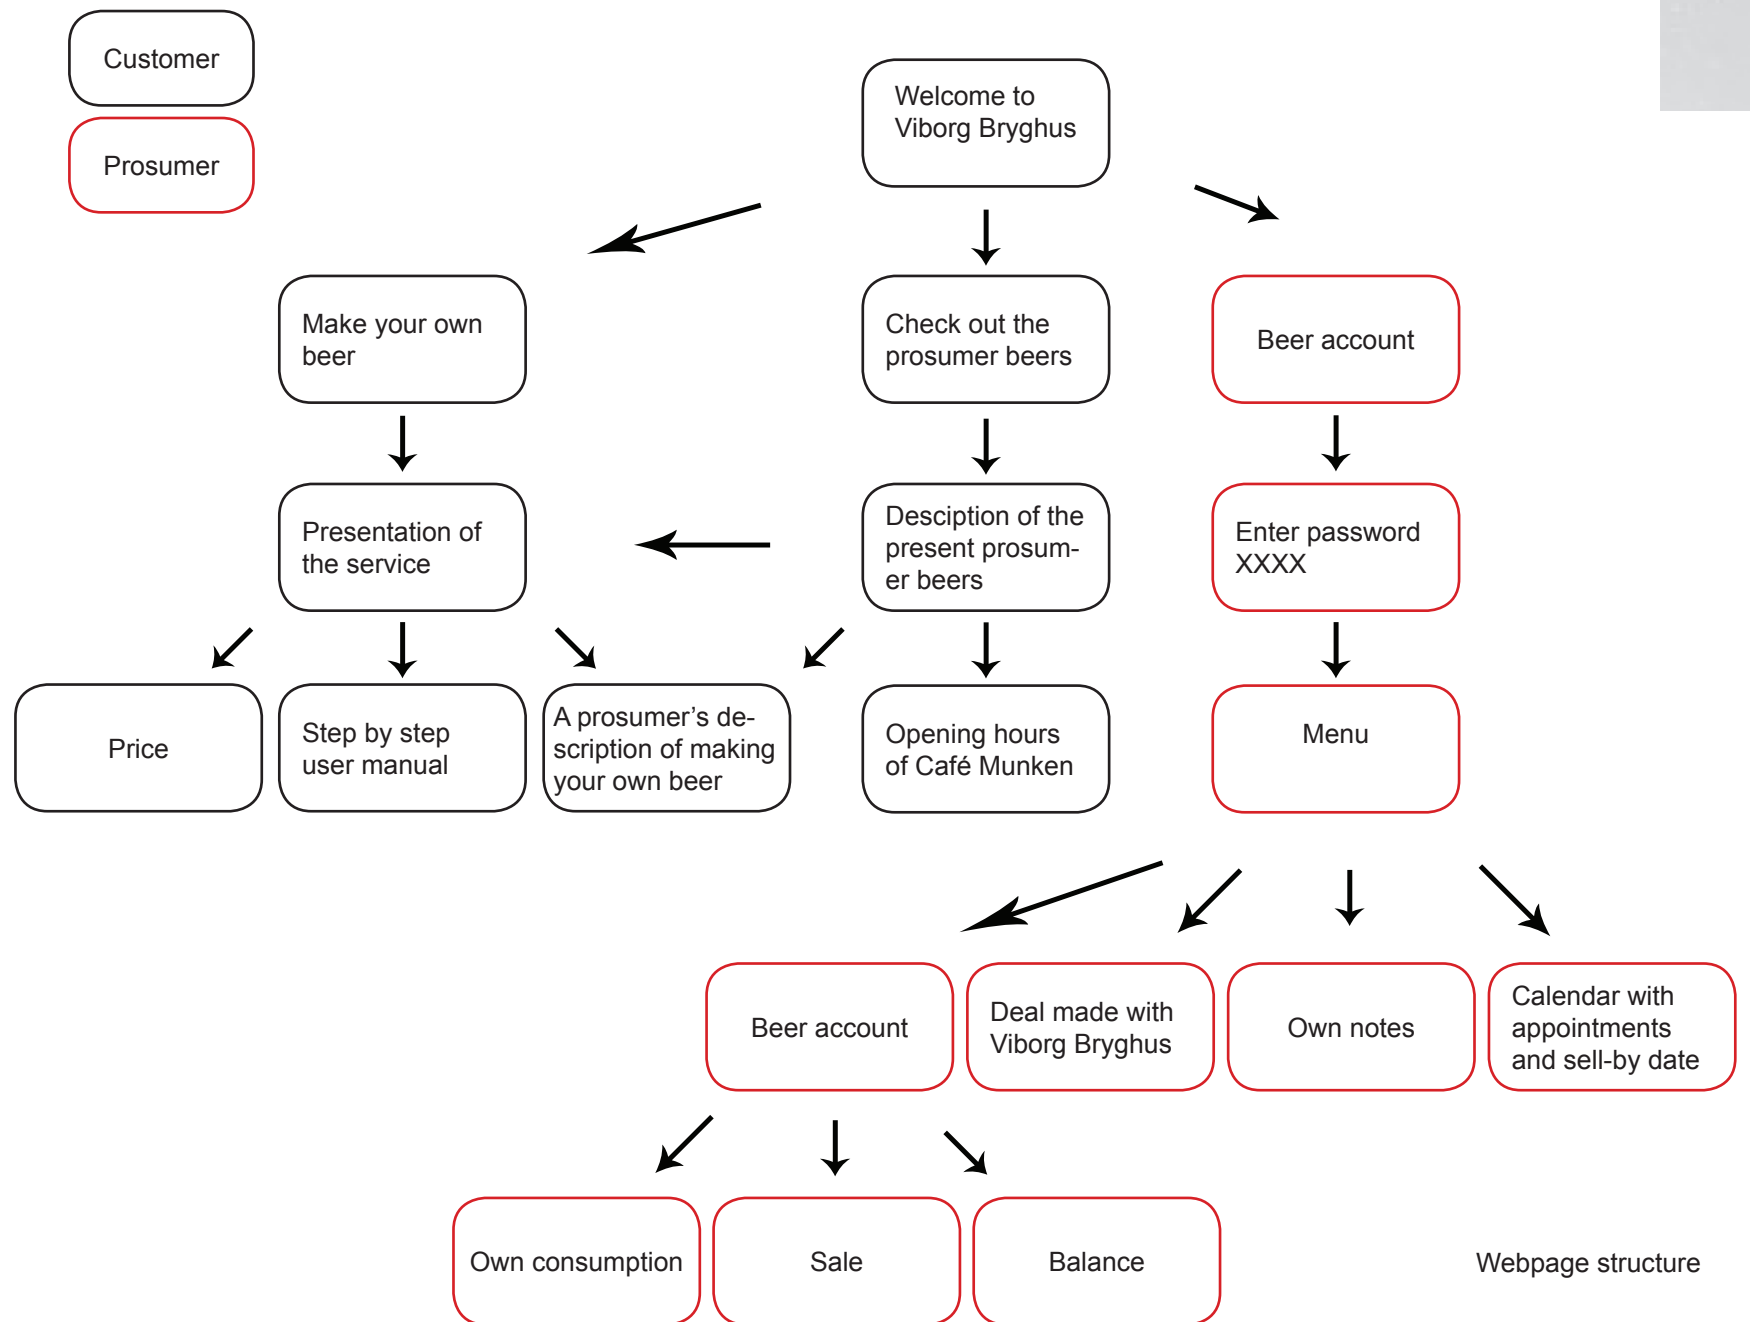 Customer
Prosumer
Welcome to
Viborg Bryghus
Make your own
beer
Check out the
prosumer beers
Beer account
Presentation of
the service
Desciption of the
present prosum-
er beers
Enter password
XXXX
Price
Step by step
user manual
A prosumer’s de-
scription of making
your own beer
Opening hours
of Café Munken
Menu
Beer account
Deal made with
Viborg Bryghus
Own notes
Calendar with
appointments
and sell-by date
Own consumption
Sale
Balance
Webpage structure